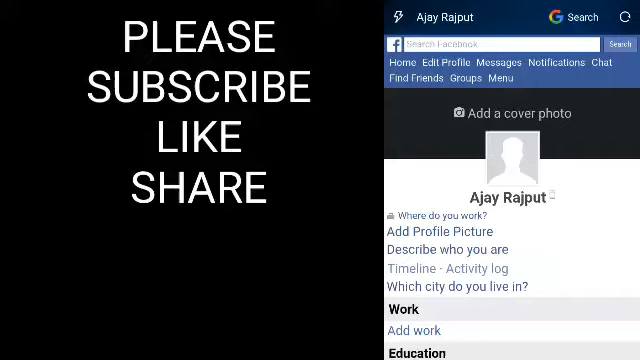 PLEASE
SUBSCRIBE
LIKE
SHARE
Ajay Rajput
Search
Search Facebook
Search
Home Edit Profile Messages Notifications Chat
Find Friends Groups Menu
Add a cover photo
Ajay Rajput
Where do you work?
Add Profile Picture
Describe who you are
Timeline · Activity log
Which city do you live in?
Work
Add work
Education